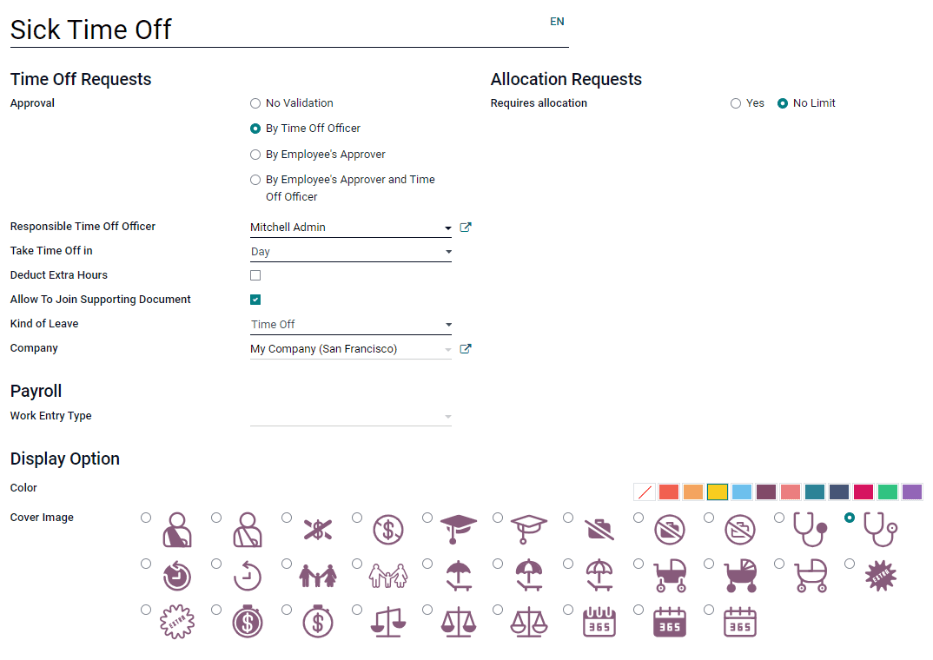 Sick Time Off
EN
Time Off Requests
Allocation Requests
Approval
No Validation
Requires allocation
Yes
No Limit
By Time Off Officer
By Employee's Approver
By Employee's Approver and Time
Off Officer
Responsible Time Off Officer
Mitchell Admin
Take Time Off in
Day
Deduct Extra Hours
Allow To Join Supporting Document
Kind of Leave
Time Off
Company
My Company (San Francisco)
Payroll
Work Entry Type
Display Option
Color
Cover Image
$
$
EXTRA
EXTRA
$
$
365
365
365